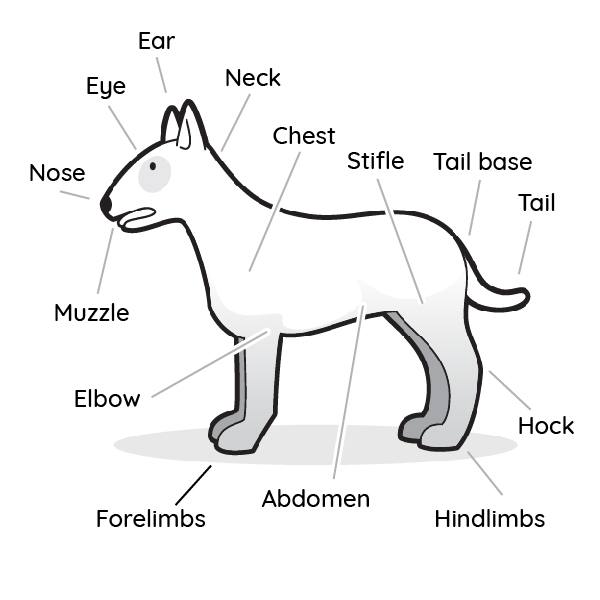 Ear
Eye
Neck
Chest
Stifle
Tail base
Nose
Tail
Muzzle
Elbow
Hock
Abdomen
Forelimbs
Hindlimbs